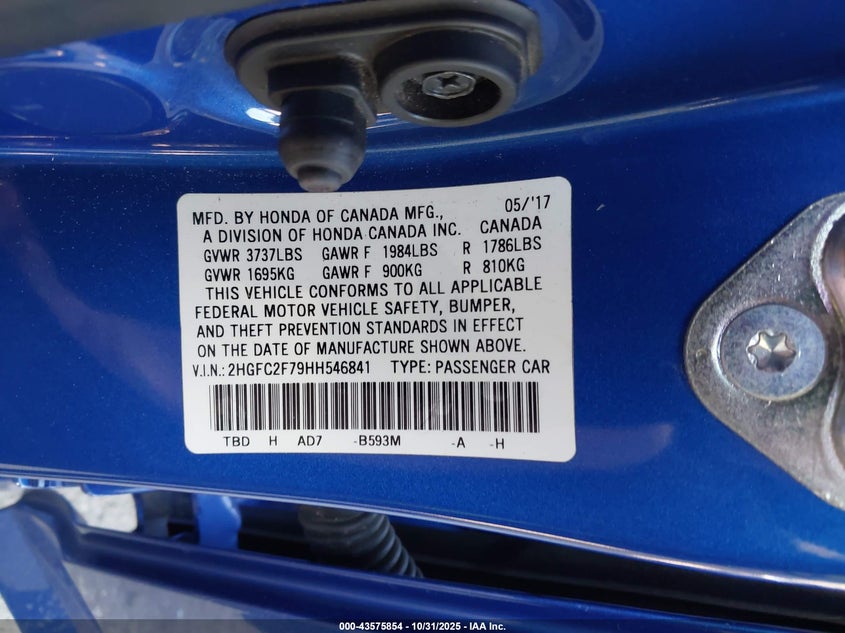 05/'17
MFD. BY HONDA OF CANADA MFG.,
A DIVISION OF HONDA CANADA INC. CANADA
GVWR 3737LBS GAWR F 1984LBS R 1786LBS
GVWR 1695KG GAWR F 900KG R 810KG
THIS VEHICLE CONFORMS TO ALL APPLICABLE
FEDERAL MOTOR VEHICLE SAFETY, BUMPER,
AND THEFT PREVENTION STANDARDS IN EFFECT
ON THE DATE OF MANUFACTURE SHOWN ABOVE.
V.I.N.: 2HGFC2F79HH546841 TYPE: PASSENGER CAR
TBD H AD7 -B593M -A -H
000-43575854 - 10/31/2025 - IAA Inc.